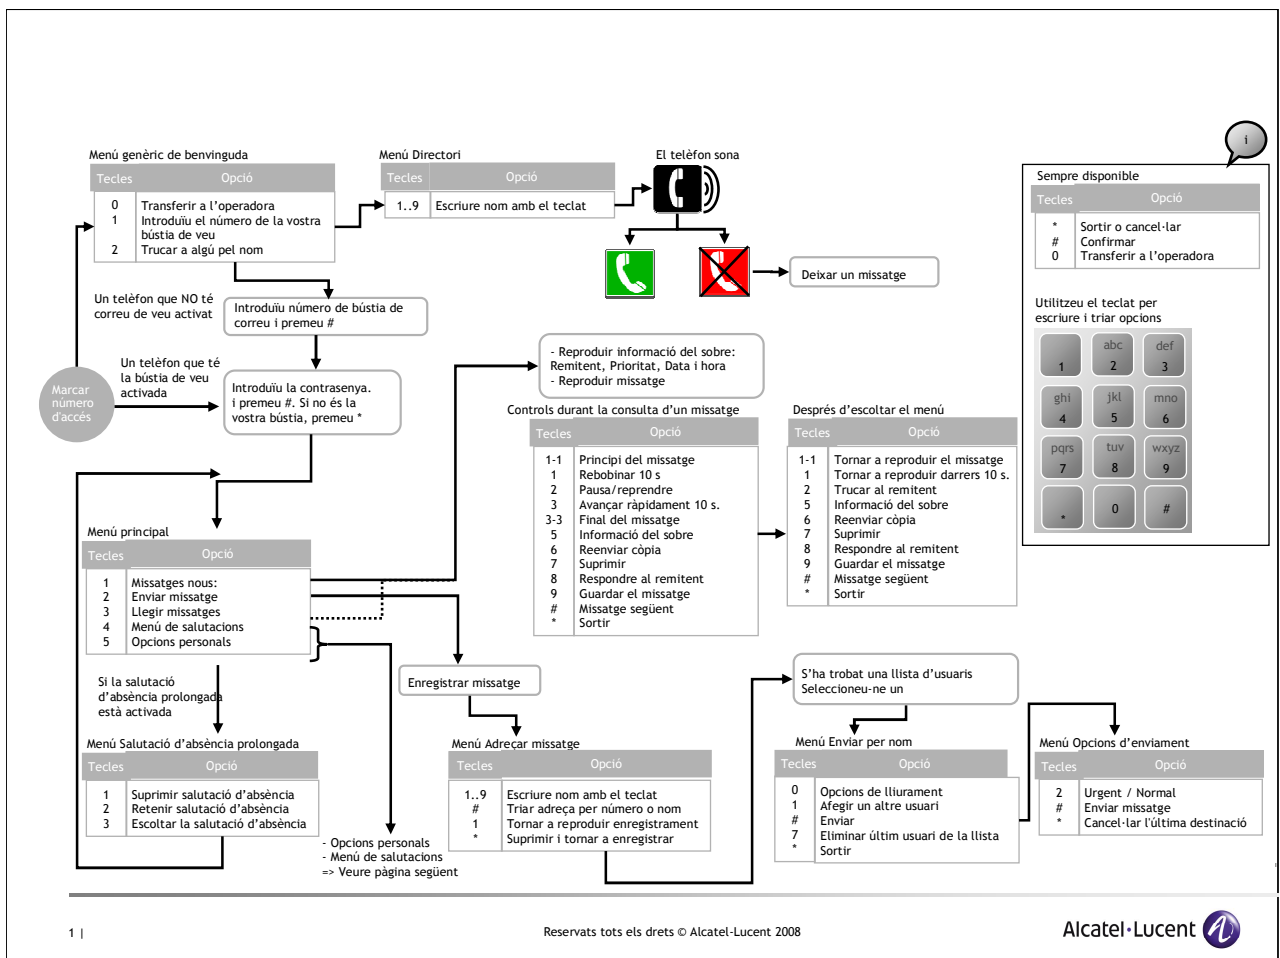 Menú genèric de benvinguda
Tecles Opció
0 Transferir a l'operadora
1 Introduïu el número de la vostra
bústia de veu
2 Trucar a algú pel nom
Menú Directori
Tecles Opció
1..9 Escriure nom amb el teclat
El telèfon sona
Deixar un missatge
i
Sempre disponible
Tecles Opció
* Sortir o cancel·lar
# Confirmar
0 Transferir a l'operadora
Utilitzeu el teclat per
escriure i triar opcions
1
abc
2
def
3
ghi
4
jkl
5
mno
6
pqrs
7
tuv
8
wxyz
9
*
0
#
Un telèfon que NO té
correu de veu activat
Introduïu número de bústia de
correu i premeu #
Marcar
número
d'accés
Un telèfon que té
la bústia de veu
activada
Introduïu la contrasenya.
i premeu #. Si no és la
vostra bústia, premeu *
- Reproduir informació del sobre:
Remitent, Prioritat, Data i hora
- Reproduir missatge
Controls durant la consulta d'un missatge
Tecles Opció
1-1 Principi del missatge
1 Rebobinar 10 s
2 Pausa/reprendre
3 Avançar ràpidament 10 s.
3-3 Final del missatge
5 Informació del sobre
6 Reenviar còpia
7 Suprimir
8 Respondre al remitent
9 Guardar el missatge
# Missatge següent
* Sortir
Després d'escoltar el menú
Tecles Opció
1-1 Tornar a reproduir el missatge
1 Tornar a reproduir darrers 10 s.
2 Trucar al remitent
5 Informació del sobre
6 Reenviar còpia
7 Suprimir
8 Respondre al remitent
9 Guardar el missatge
# Missatge següent
* Sortir
Menú principal
Tecles Opció
1 Missatges nous:
2 Enviar missatge
3 Llegir missatges
4 Menú de salutacions
5 Opcions personals
Si la salutació
d'absència prolongada
està activada
Menú Salutació d'absència prolongada
Tecles Opció
1 Suprimir salutació d'absència
2 Retenir salutació d'absència
3 Escoltar la salutació d'absència
- Opcions personals
- Menú de salutacions
=> Veure pàgina següent
Enregistrar missatge
Menú Adreçar missatge
Tecles Opció
1..9 Escriure nom amb el teclat
# Triar adreça per número o nom
1 Tornar a reproduir enregistrament
* Suprimir i tornar a enregistrar
S'ha trobat una llista d'usuaris
Seleccioneu-ne un
Menú Enviar per nom
Tecles Opció
0 Opcions de lliurament
1 Afegir un altre usuari
# Enviar
7 Eliminar últim usuari de la llista
* Sortir
Menú Opcions d'enviament
Tecles Opció
2 Urgent / Normal
# Enviar missatge
* Cancel·lar l'última destinació
1 |
Reservats tots els drets © Alcatel-Lucent 2008
Alcatel·Lucent